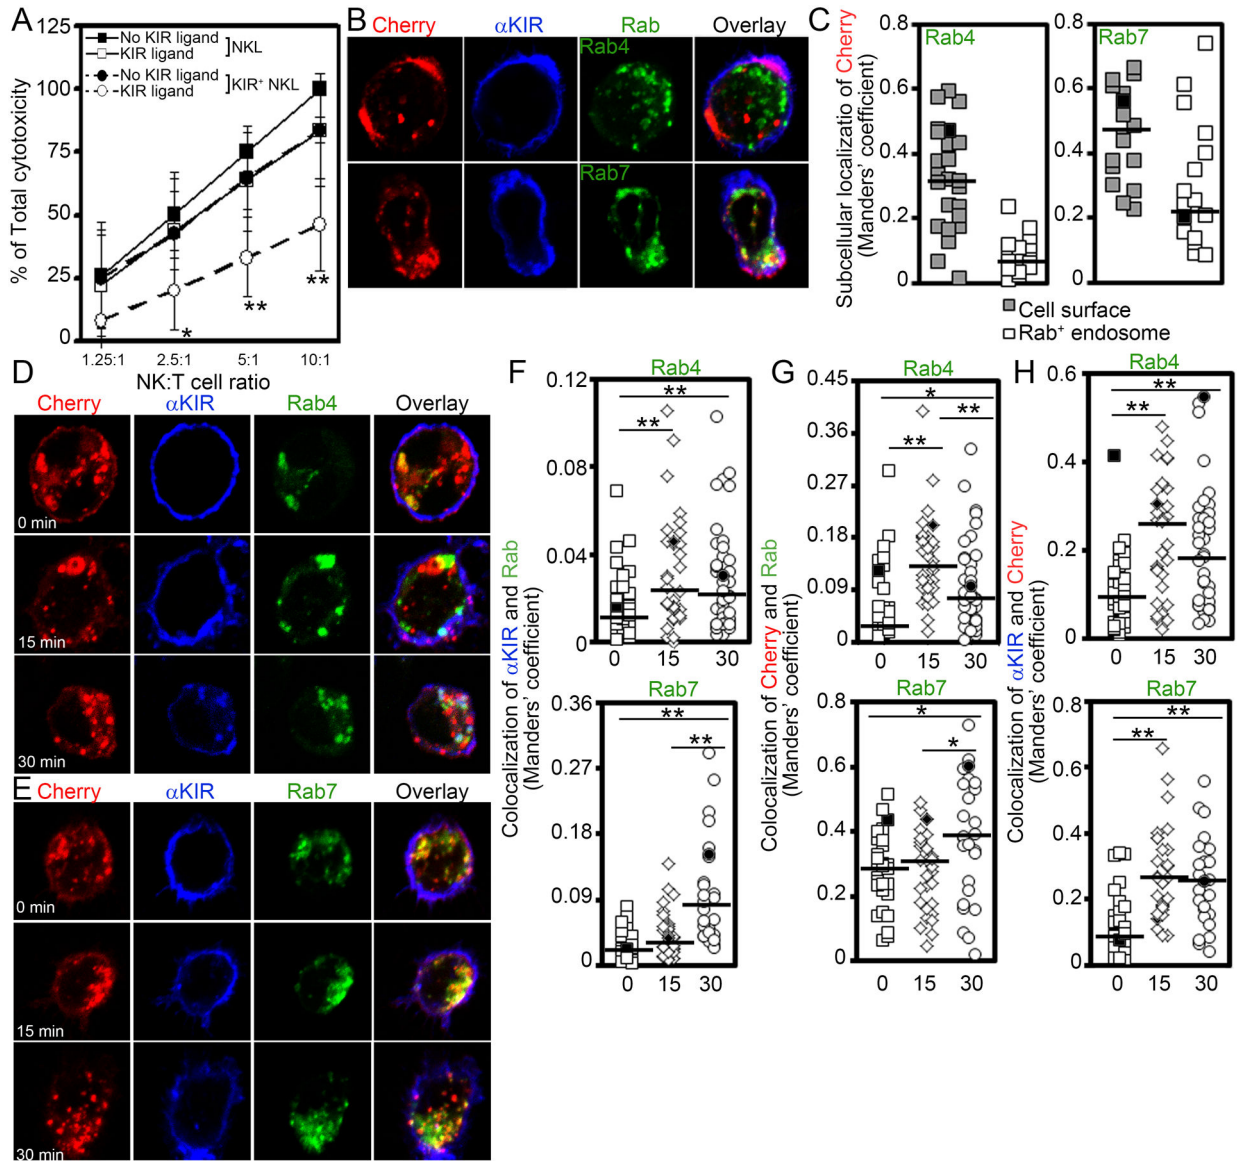 A
% of Total cytotoxicity
125
100
75
50
25
0
No KIR ligand
KIR ligand
]NKL
No KIR ligand
KIR ligand
]KIR+ NKL
*
**
**
1.25:1 2.5:1 5:1 10:1
NK:T cell ratio
B
Cherry αKIR Rab
Rab4
Overlay
Rab7
C
Subcellular localizatio of Cherry
(Manders' coefficient)
0.8
0.6
0.4
0.2
0
Rab4
0.8
0.6
0.4
0.2
0
Rab7
Cell surface
Rab+ endosome
D
Cherry αKIR Rab4 Overlay
0 min
15 min
30 min
E
Cherry αKIR Rab7 Overlay
0 min
15 min
30 min
F
Colocalization of αKIR and Rab
(Manders' coefficient)
Rab4
0.12
0.08
0.04
0
**
**
0 15 30
Rab7
0.36
0.27
0.18
0.09
0
**
**
0 15 30
G
Colocalization of Cherry and Rab
(Manders' coefficient)
Rab4
0.45
0.36
0.27
0.18
0.09
0
*
**
**
0 15 30
Rab7
0.8
0.6
0.4
0.2
0
*
*
0 15 30
H
Colocalization of αKIR and Cherry
(Manders' coefficient)
Rab4
0.6
0.4
0.2
0
**
**
0 15 30
Rab7
0.8
0.6
0.4
0.2
0
**
**
0 15 30